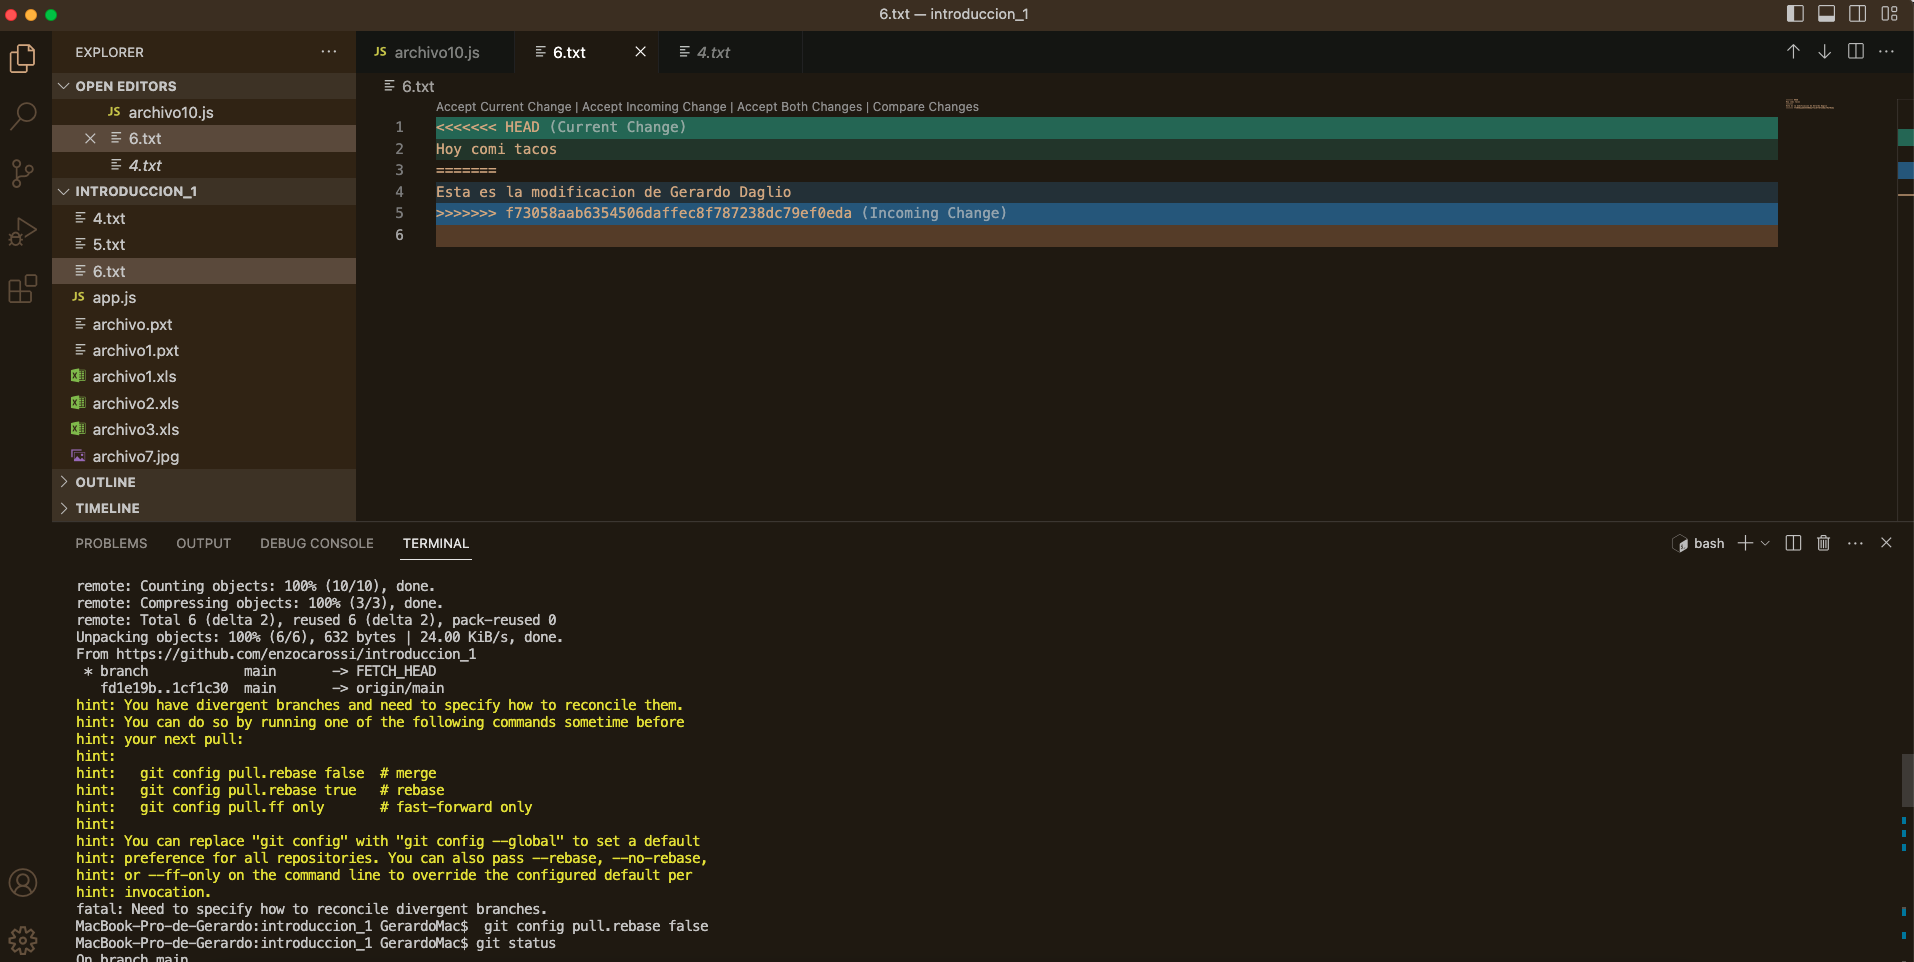 6.txt — introduccion_1
EXPLORER
OPEN EDITORS
JS archivo10.js
6.txt
4.txt
INTRODUCCION_1
4.txt
5.txt
6.txt
JS app.js
archivo.pxt
archivo1.pxt
archivo1.xls
archivo2.xls
archivo3.xls
archivo7.jpg
OUTLINE
TIMELINE
JS archivo10.js
6.txt
4.txt
6.txt
Accept Current Change | Accept Incoming Change | Accept Both Changes | Compare Changes
1 <<<<<<< HEAD (Current Change)
2 Hoy comi tacos
3 =======
4 Esta es la modificacion de Gerardo Daglio
5 >>>>>>> f73058aab6354506daffec8f787238dc79ef0eda (Incoming Change)
6
PROBLEMS OUTPUT DEBUG CONSOLE TERMINAL
bash
remote: Counting objects: 100% (10/10), done.
remote: Compressing objects: 100% (3/3), done.
remote: Total 6 (delta 2), reused 6 (delta 2), pack-reused 0
Unpacking objects: 100% (6/6), 632 bytes | 24.00 KiB/s, done.
From https://github.com/enzocarossi/introduccion_1
* branch main -> FETCH_HEAD
fd1e19b..1cf1c30 main -> origin/main
hint: You have divergent branches and need to specify how to reconcile them.
hint: You can do so by running one of the following commands sometime before
hint: your next pull:
hint:
hint: git config pull.rebase false # merge
hint: git config pull.rebase true # rebase
hint: git config pull.ff only # fast-forward only
hint:
hint: You can replace "git config" with "git config --global" to set a default
hint: preference for all repositories. You can also pass --rebase, --no-rebase,
hint: or --ff-only on the command line to override the configured default per
hint: invocation.
fatal: Need to specify how to reconcile divergent branches.
MacBook-Pro-de-Gerardo:introduccion_1 GerardoMac$ git config pull.rebase false
MacBook-Pro-de-Gerardo:introduccion_1 GerardoMac$ git status
On branch main